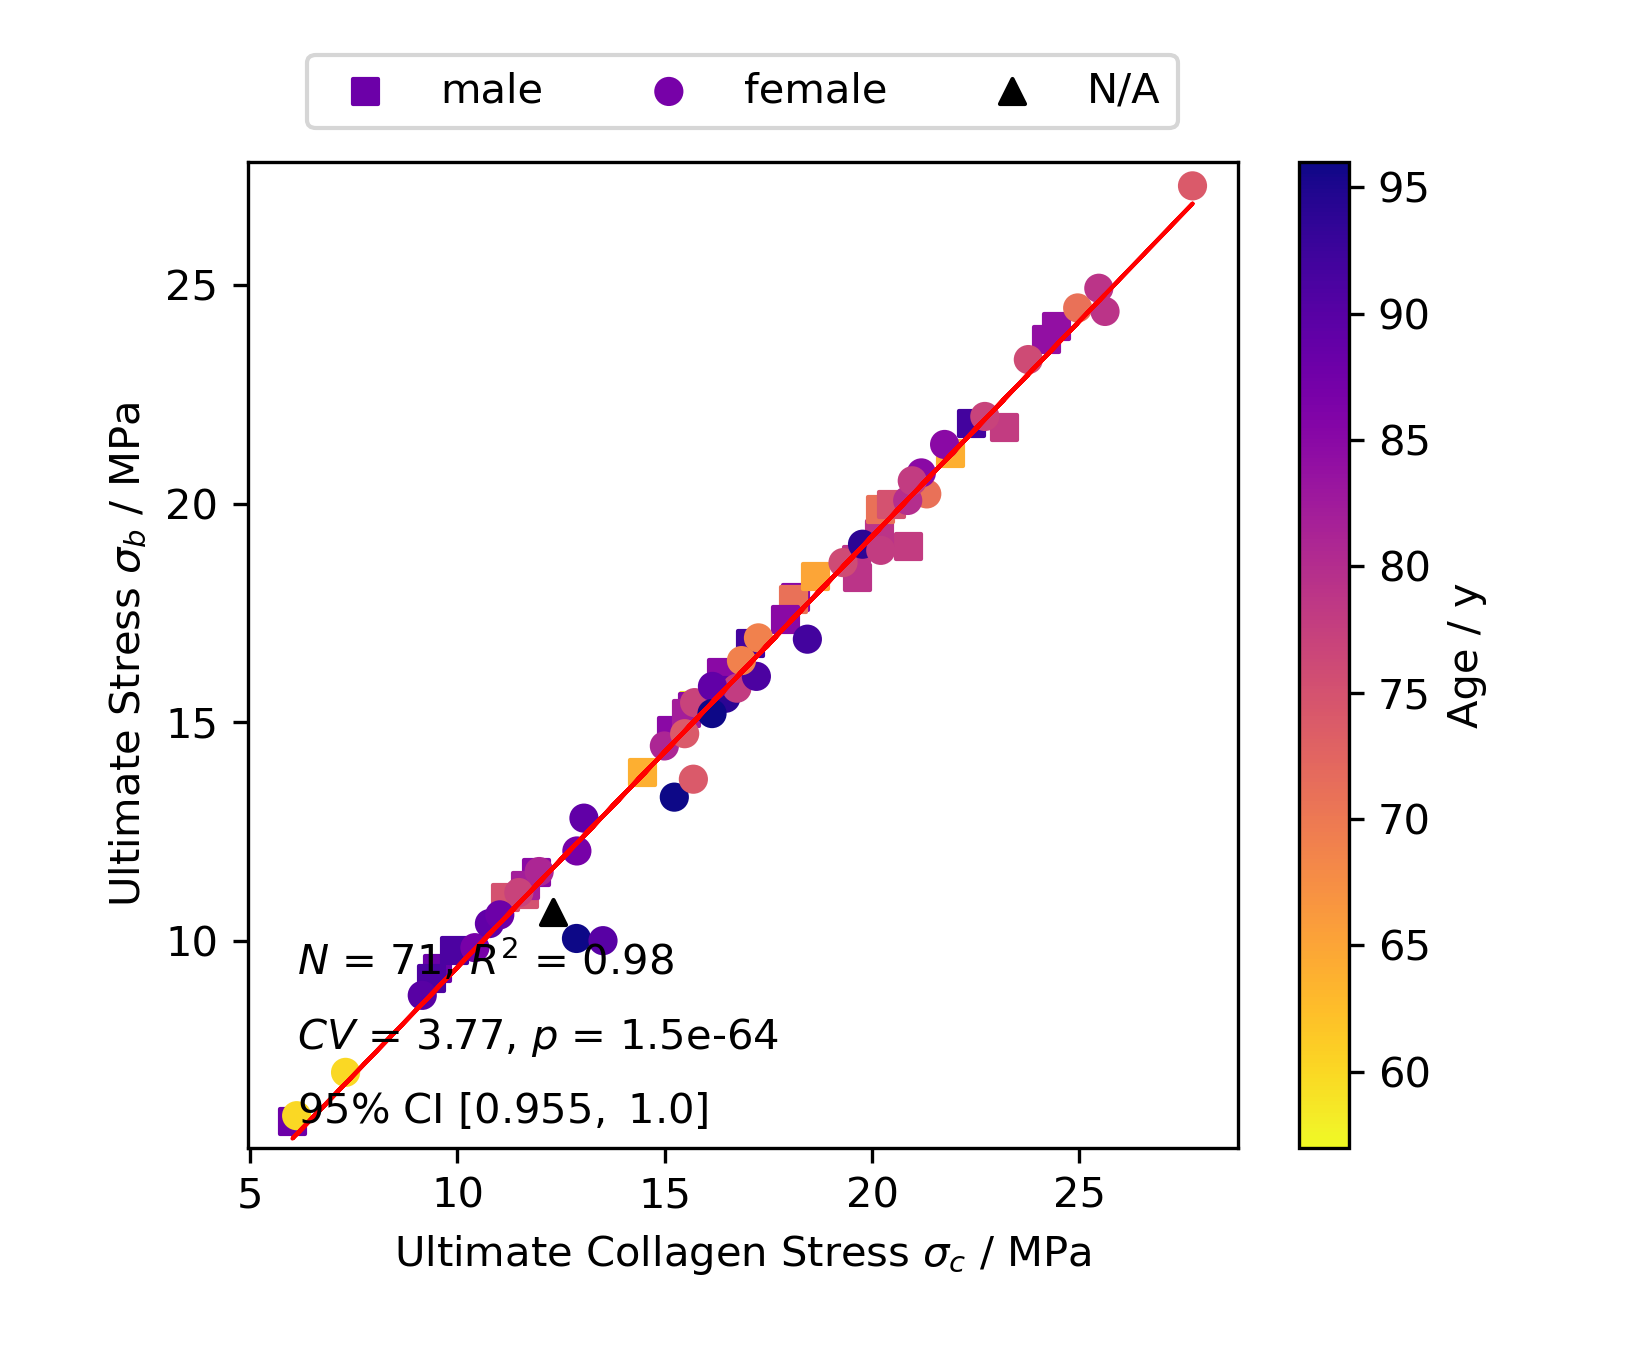 male female N/A
25
20
15
10
5 10 15 20 25
Ultimate Stress σb / MPa
Ultimate Collagen Stress σc / MPa
N = 71, R² = 0.98
CV = 3.77, p = 1.5e-64
95% CI [0.955, 1.0]
95
90
85
80
75
70
65
60
Age / y